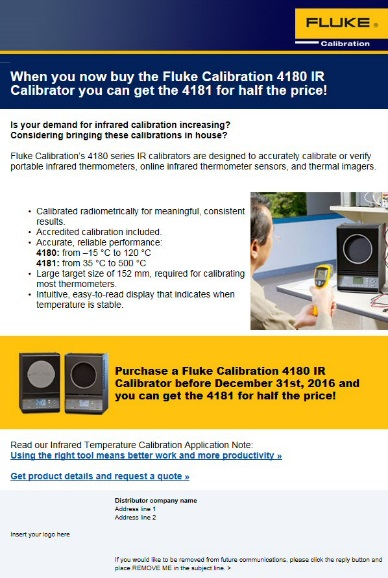 FLUKE®
Calibration
When you now buy the Fluke Calibration 4180 IR
Calibrator you can get the 4181 for half the price!
Is your demand for infrared calibration increasing?
Considering bringing these calibrations in house?
Fluke Calibration's 4180 series IR calibrators are designed to accurately calibrate or verify
portable infrared thermometers, online infrared thermometer sensors, and thermal imagers.
• Calibrated radiometrically for meaningful, consistent
results.
• Accredited calibration included.
• Accurate, reliable performance:
4180: from –15 °C to 120 °C
4181: from 35 °C to 500 °C
• Large target size of 152 mm, required for calibrating
most thermometers.
• Intuitive, easy-to-read display that indicates when
temperature is stable.
Purchase a Fluke Calibration 4180 IR
Calibrator before December 31st, 2016 and
you can get the 4181 for half the price!
Read our Infrared Temperature Calibration Application Note:
Using the right tool means better work and more productivity »
Get product details and request a quote »
Distributor company name
Address line 1
Address line 2
Insert your logo here
If you would like to be removed from future communications, please click the reply button and
place REMOVE ME in the subject line. >